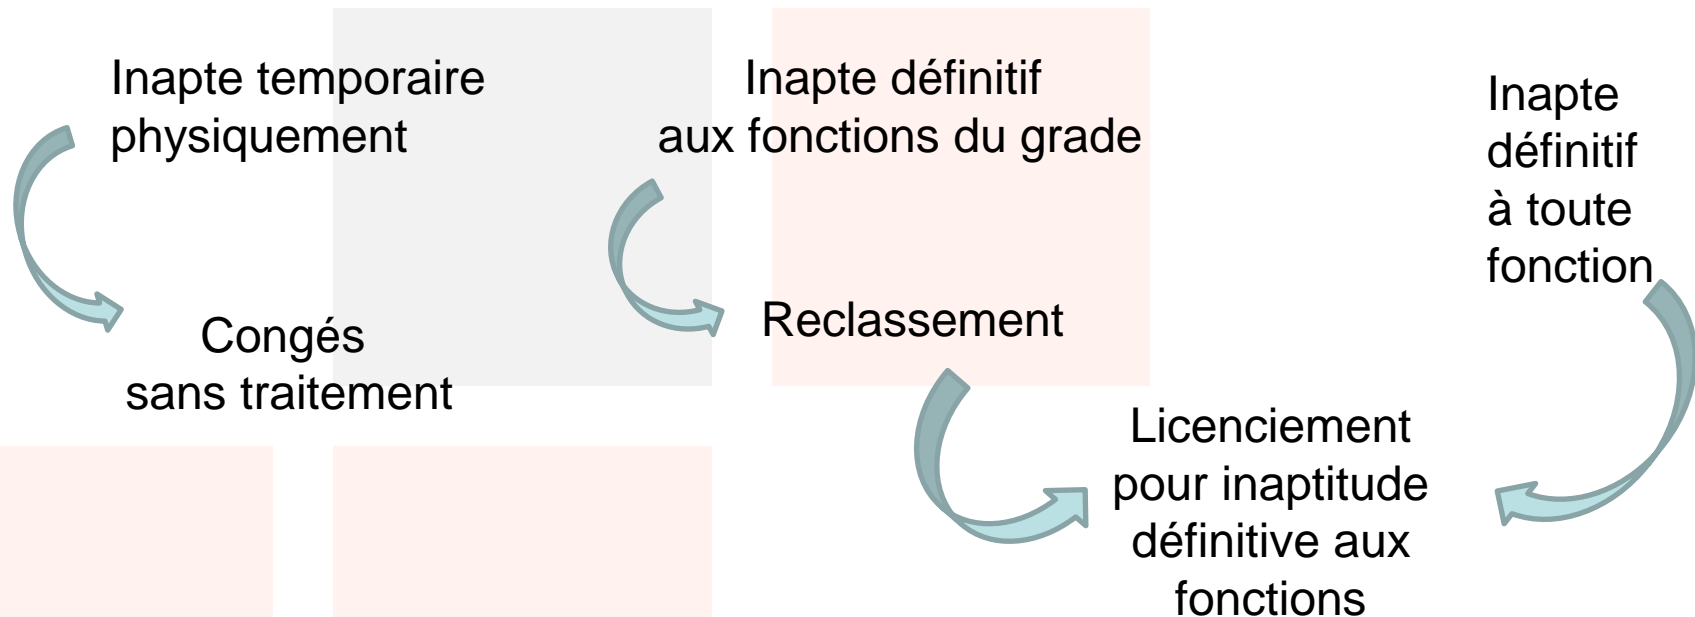 Inapte temporaire
physiquement
Inapte définitif
aux fonctions du grade
Inapte
définitif
à toute
fonction
Congés
sans traitement
Reclassement
Licenciement
pour inaptitude
définitive aux
fonctions